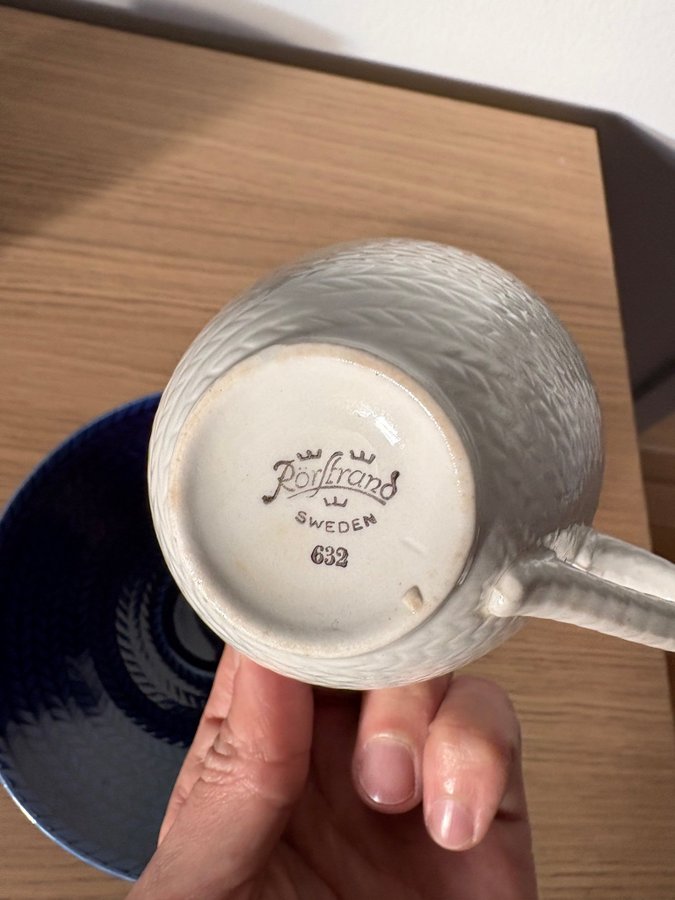 Rörstrand
SWEDEN
632